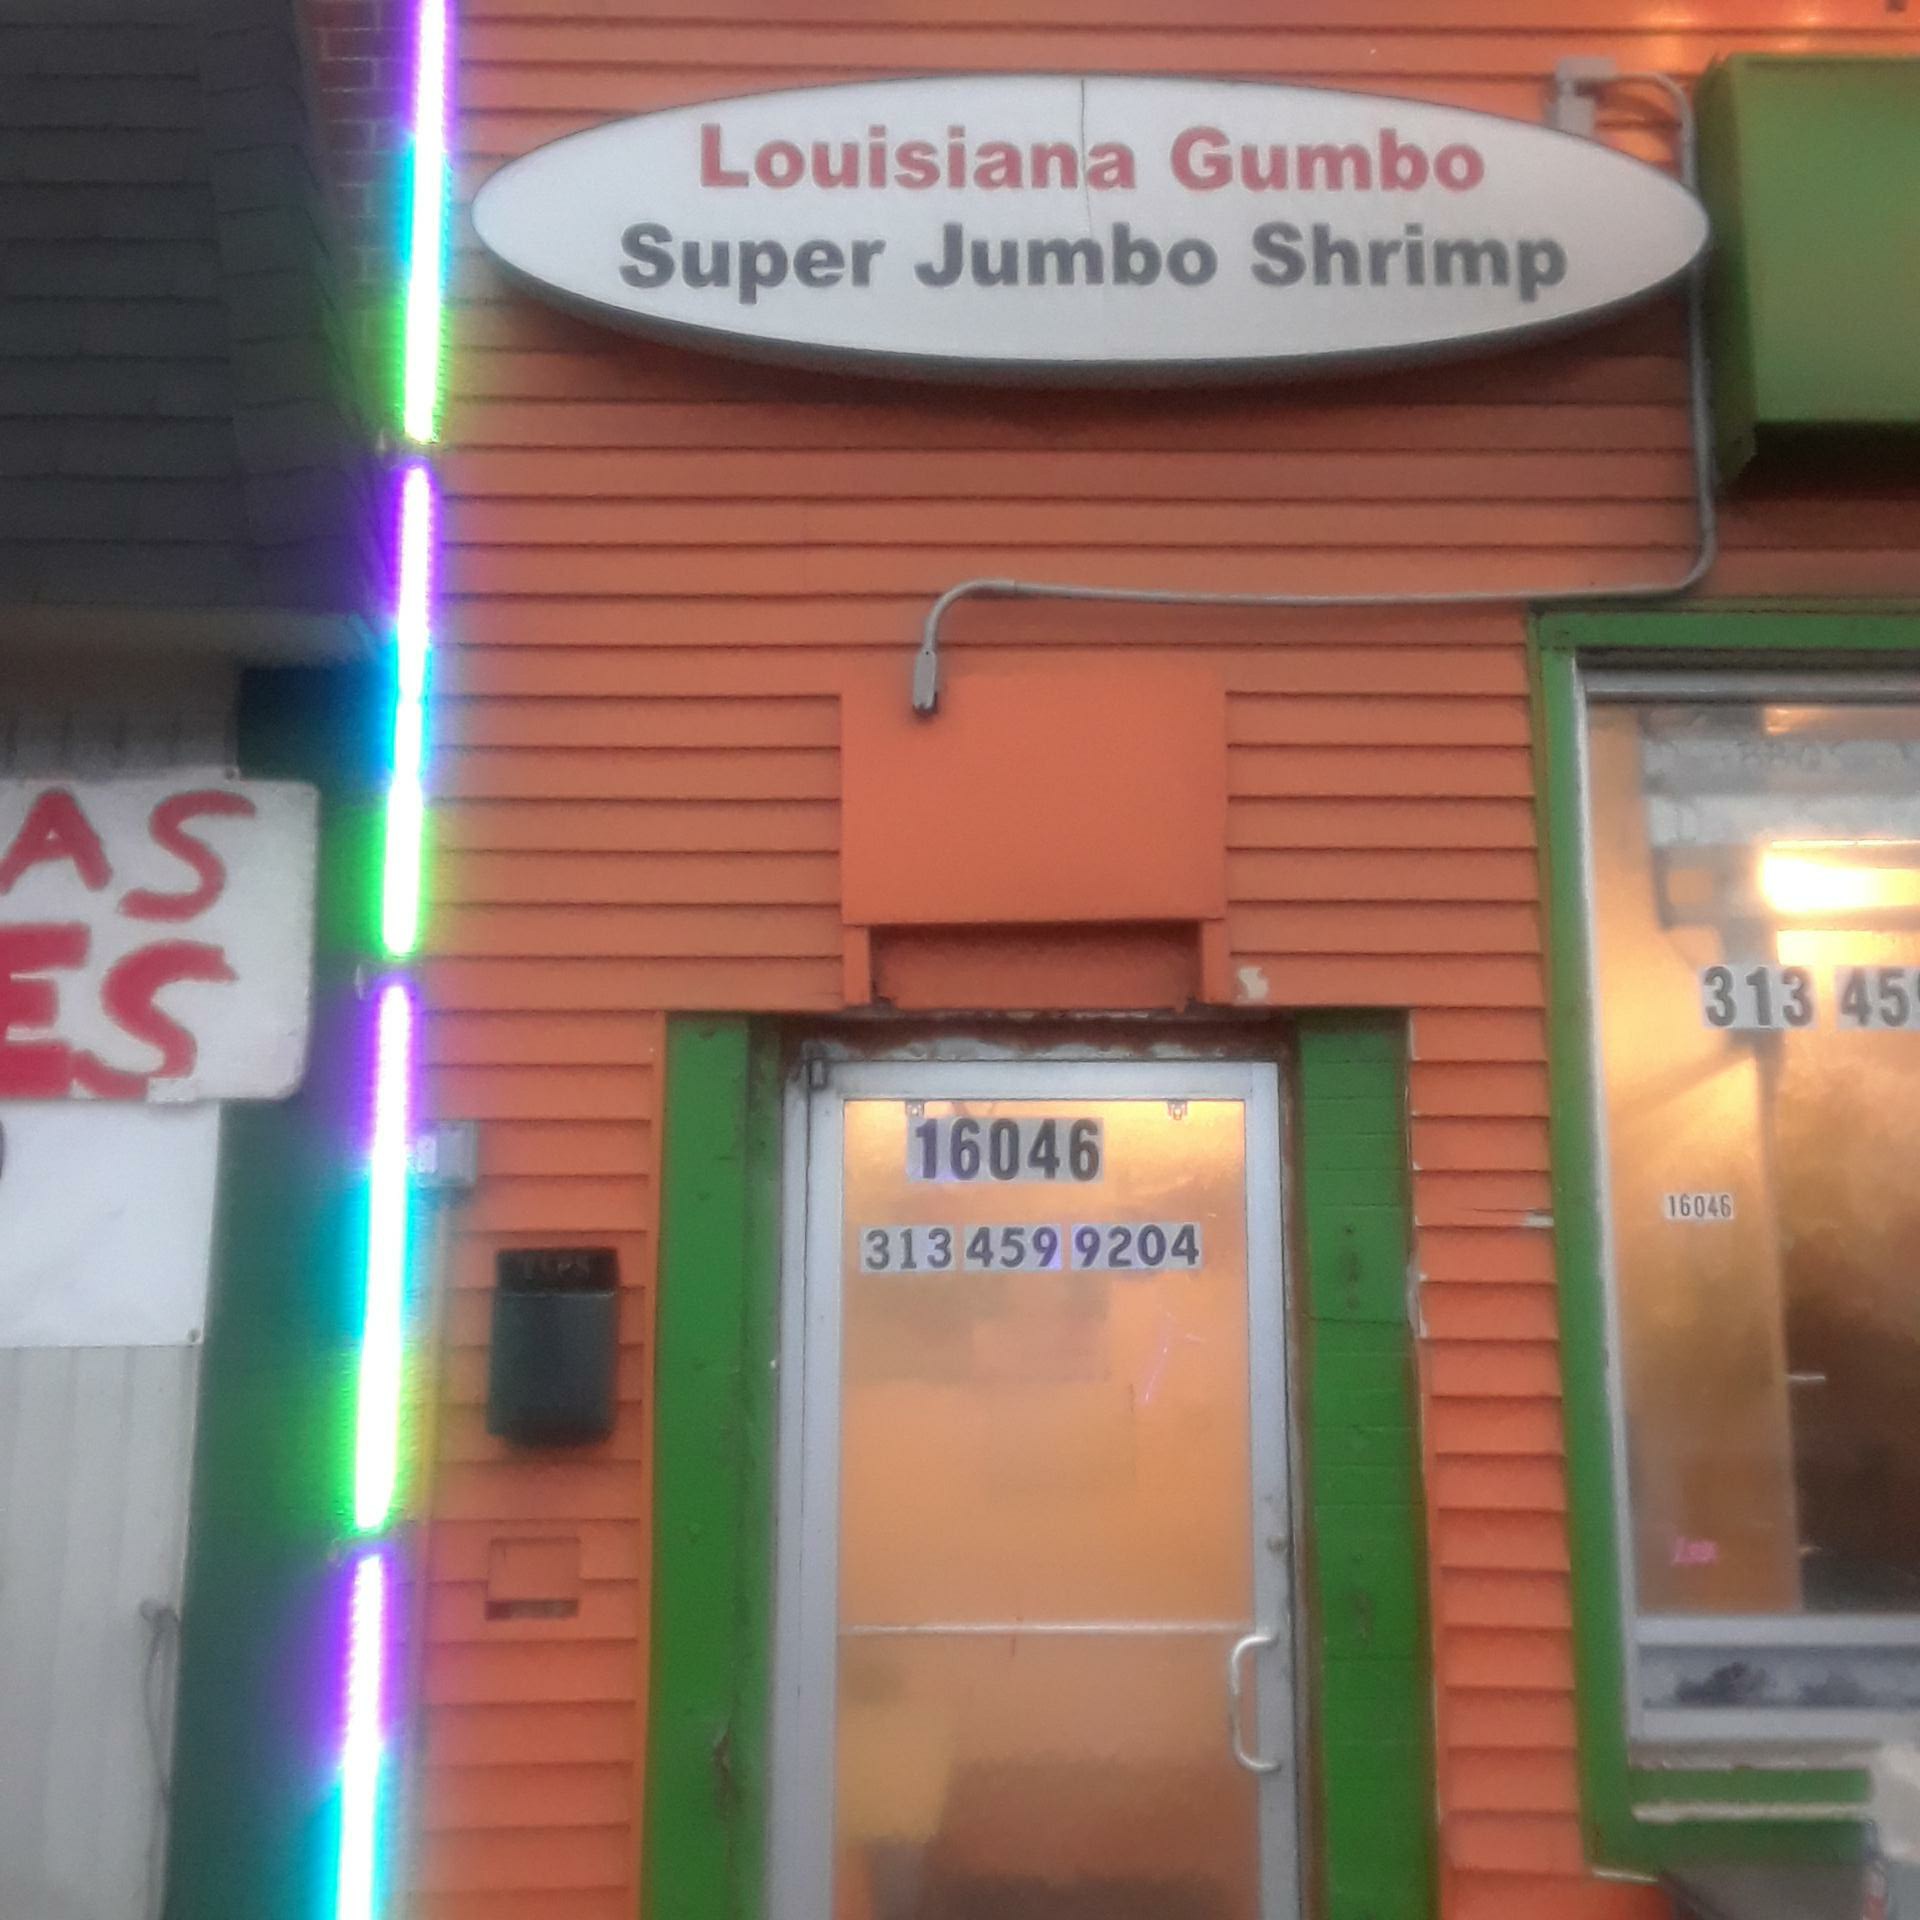 Louisiana Gumbo
Super Jumbo Shrimp
AS
ES
16046
313 459 9204
313 459
16046